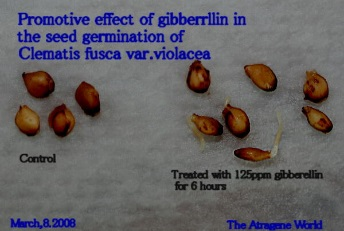 Promotive effect of gibberrllin in
the seed germination of
Clematis fusca var.violacea
Control
Treated with 125ppm gibberellin
for 6 hours
March,8.2008
The Atragene World